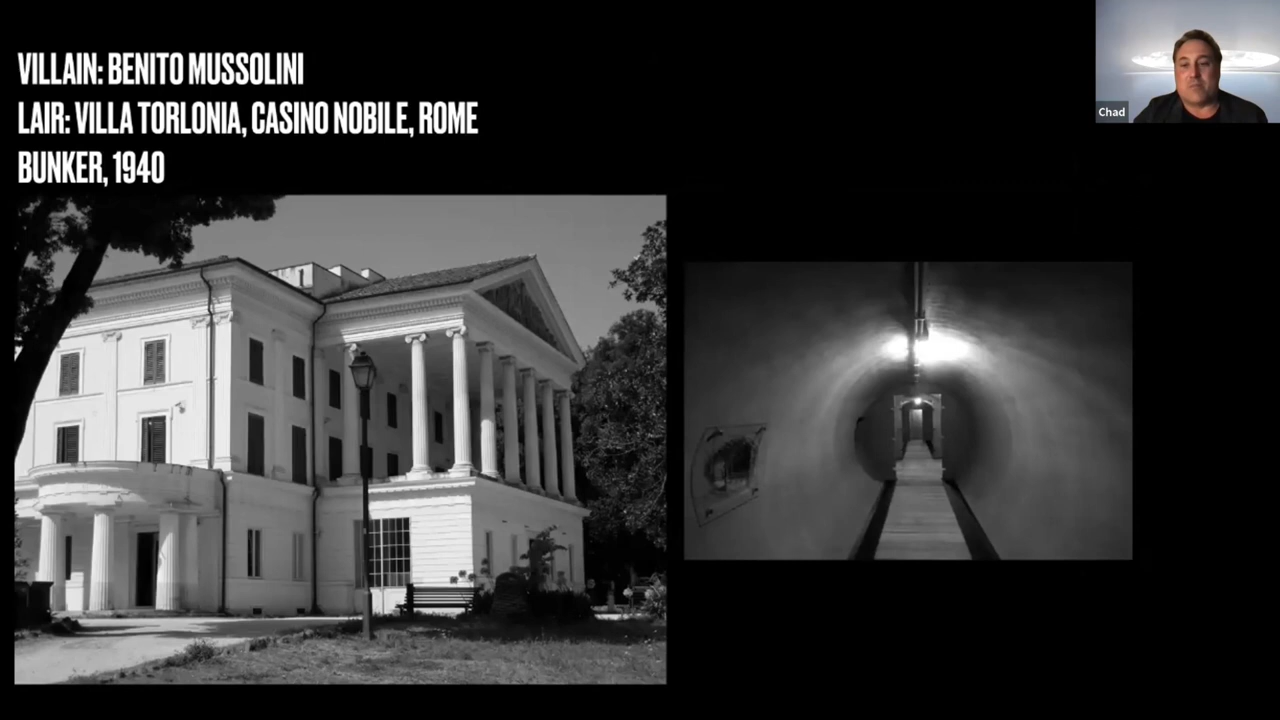 VILLAIN: BENITO MUSSOLINI
LAIR: VILLA TORLONIA, CASINO NOBILE, ROME
BUNKER, 1940
Chad